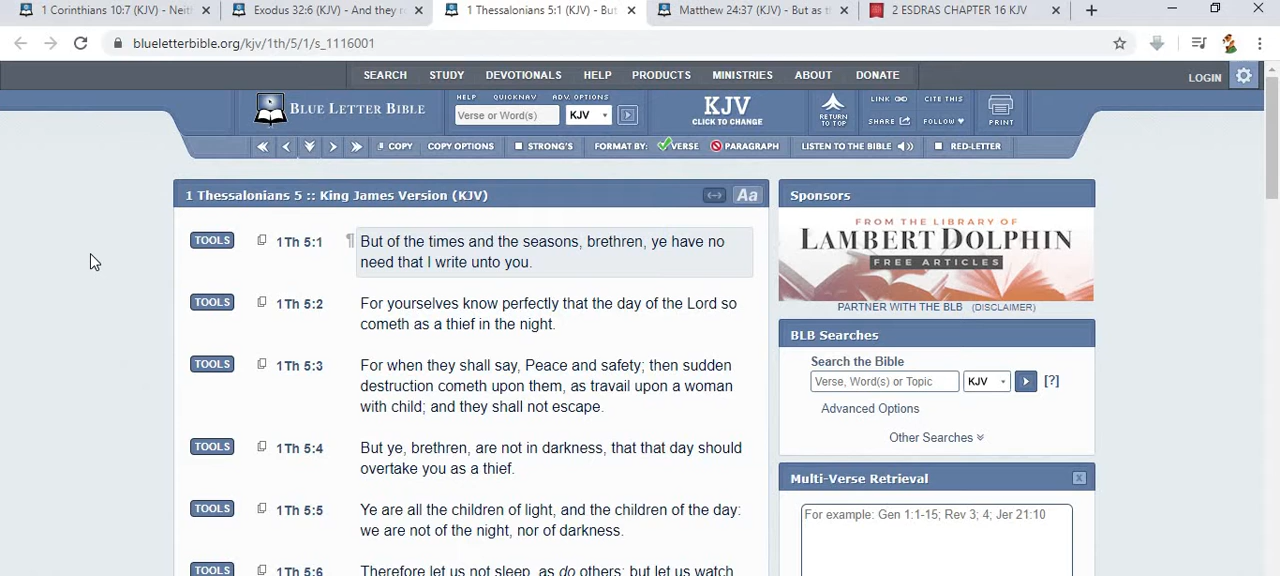 1 Corinthians 10:7 (KJV) - Neith
Exodus 32:6 (KJV) - And they ro
1 Thessalonians 5:1 (KJV) - But
Matthew 24:37 (KJV) - But as th
2 ESDRAS CHAPTER 16 KJV
blueletterbible.org/kjv/1th/5/1/s_1116001
SEARCH STUDY DEVOTIONALS HELP PRODUCTS MINISTRIES ABOUT DONATE
LOGIN
BLUE LETTER BIBLE
HELP QUICKNAV ADV. OPTIONS
Verse or Word(s) KJV
KJV
CLICK TO CHANGE
RETURN
TO TOP
LINK CITE THIS
SHARE FOLLOW
PRINT
COPY COPY OPTIONS STRONG'S FORMAT BY: VERSE PARAGRAPH LISTEN TO THE BIBLE RED-LETTER
1 Thessalonians 5 :: King James Version (KJV)
Aa
TOOLS 1Th 5:1 ¶ But of the times and the seasons, brethren, ye have no
need that I write unto you.
TOOLS 1Th 5:2 For yourselves know perfectly that the day of the Lord so
cometh as a thief in the night.
TOOLS 1Th 5:3 For when they shall say, Peace and safety; then sudden
destruction cometh upon them, as travail upon a woman
with child; and they shall not escape.
TOOLS 1Th 5:4 But ye, brethren, are not in darkness, that that day should
overtake you as a thief.
TOOLS 1Th 5:5 Ye are all the children of light, and the children of the day:
we are not of the night, nor of darkness.
TOOLS 1Th 5:6 Therefore let us not sleep, as do others; but let us watch
Sponsors
FROM THE LIBRARY OF
LAMBERT DOLPHIN
FREE ARTICLES
PARTNER WITH THE BLB (DISCLAIMER)
BLB Searches
Search the Bible
Verse, Word(s) or Topic KJV [?]
Advanced Options
Other Searches
Multi-Verse Retrieval x
For example: Gen 1:1-15; Rev 3; 4; Jer 21:10